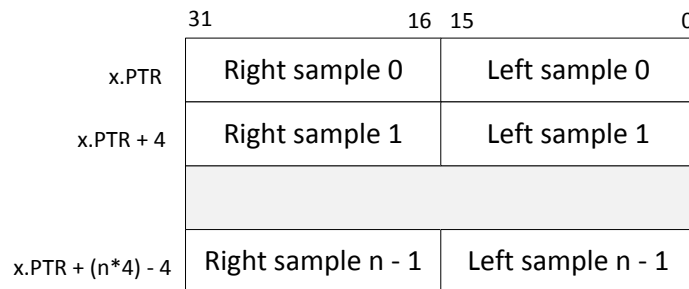 31 16 15 0
x.PTR Right sample 0 Left sample 0
x.PTR + 4 Right sample 1 Left sample 1
x.PTR + (n*4) - 4 Right sample n - 1 Left sample n - 1